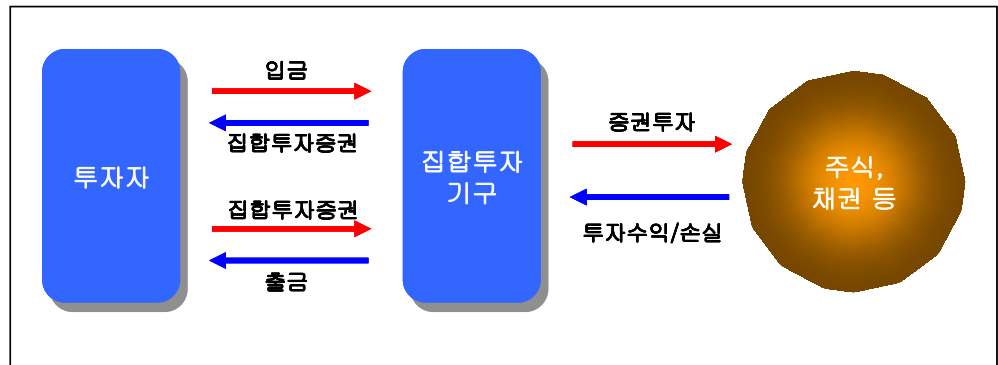 투자자
입금
집합투자증권
집합투자증권
출금
집합투자
기구
증권투자
투자수익/손실
주식,
채권 등